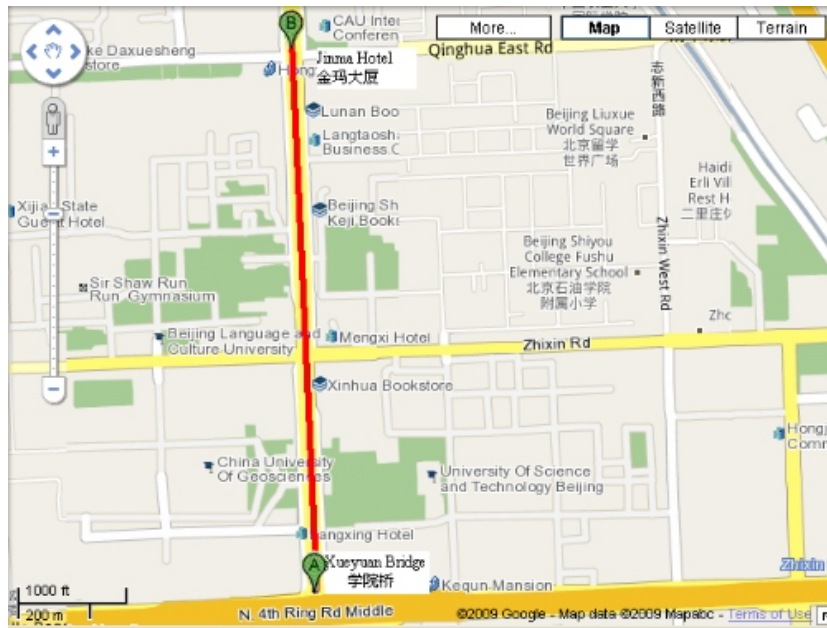 CAU Inter
Conferen
More...
Map
Satellite
Terrain
ke Daxuesheng
store
Qinghua East Rd
B
Hong
Jinma Hotel
金玛大厦
志新西路
Lunan Boo
Langtaosha
Business C
Beijing Liuxue
World Square
北京留学
世界广场
Haidi
Erli Vill
Rest H
二里庄
Xijia State
Guest Hotel
Beijing Sh
Keji Books
Zhixin West Rd
Beijing Shiyou
College Fushu
Elementary School
北京石油学院
附属小学
Sir Shaw Run
Run Gymnasium
Zhc
Beijing Language and
Culture University
Mengxi Hotel
Zhixin Rd
Xinhua Bookstore
Hongj
Comm
China University
Of Geosciences
University Of Science
and Technology Beijing
angxing Hotel
A
Xueyuan Bridge
学院桥
Zhixin
Kequn Mansion
1000 ft
200 m
N. 4th Ring Rd Middle
©2009 Google - Map data ©2009 Mapabc - Terms of Use